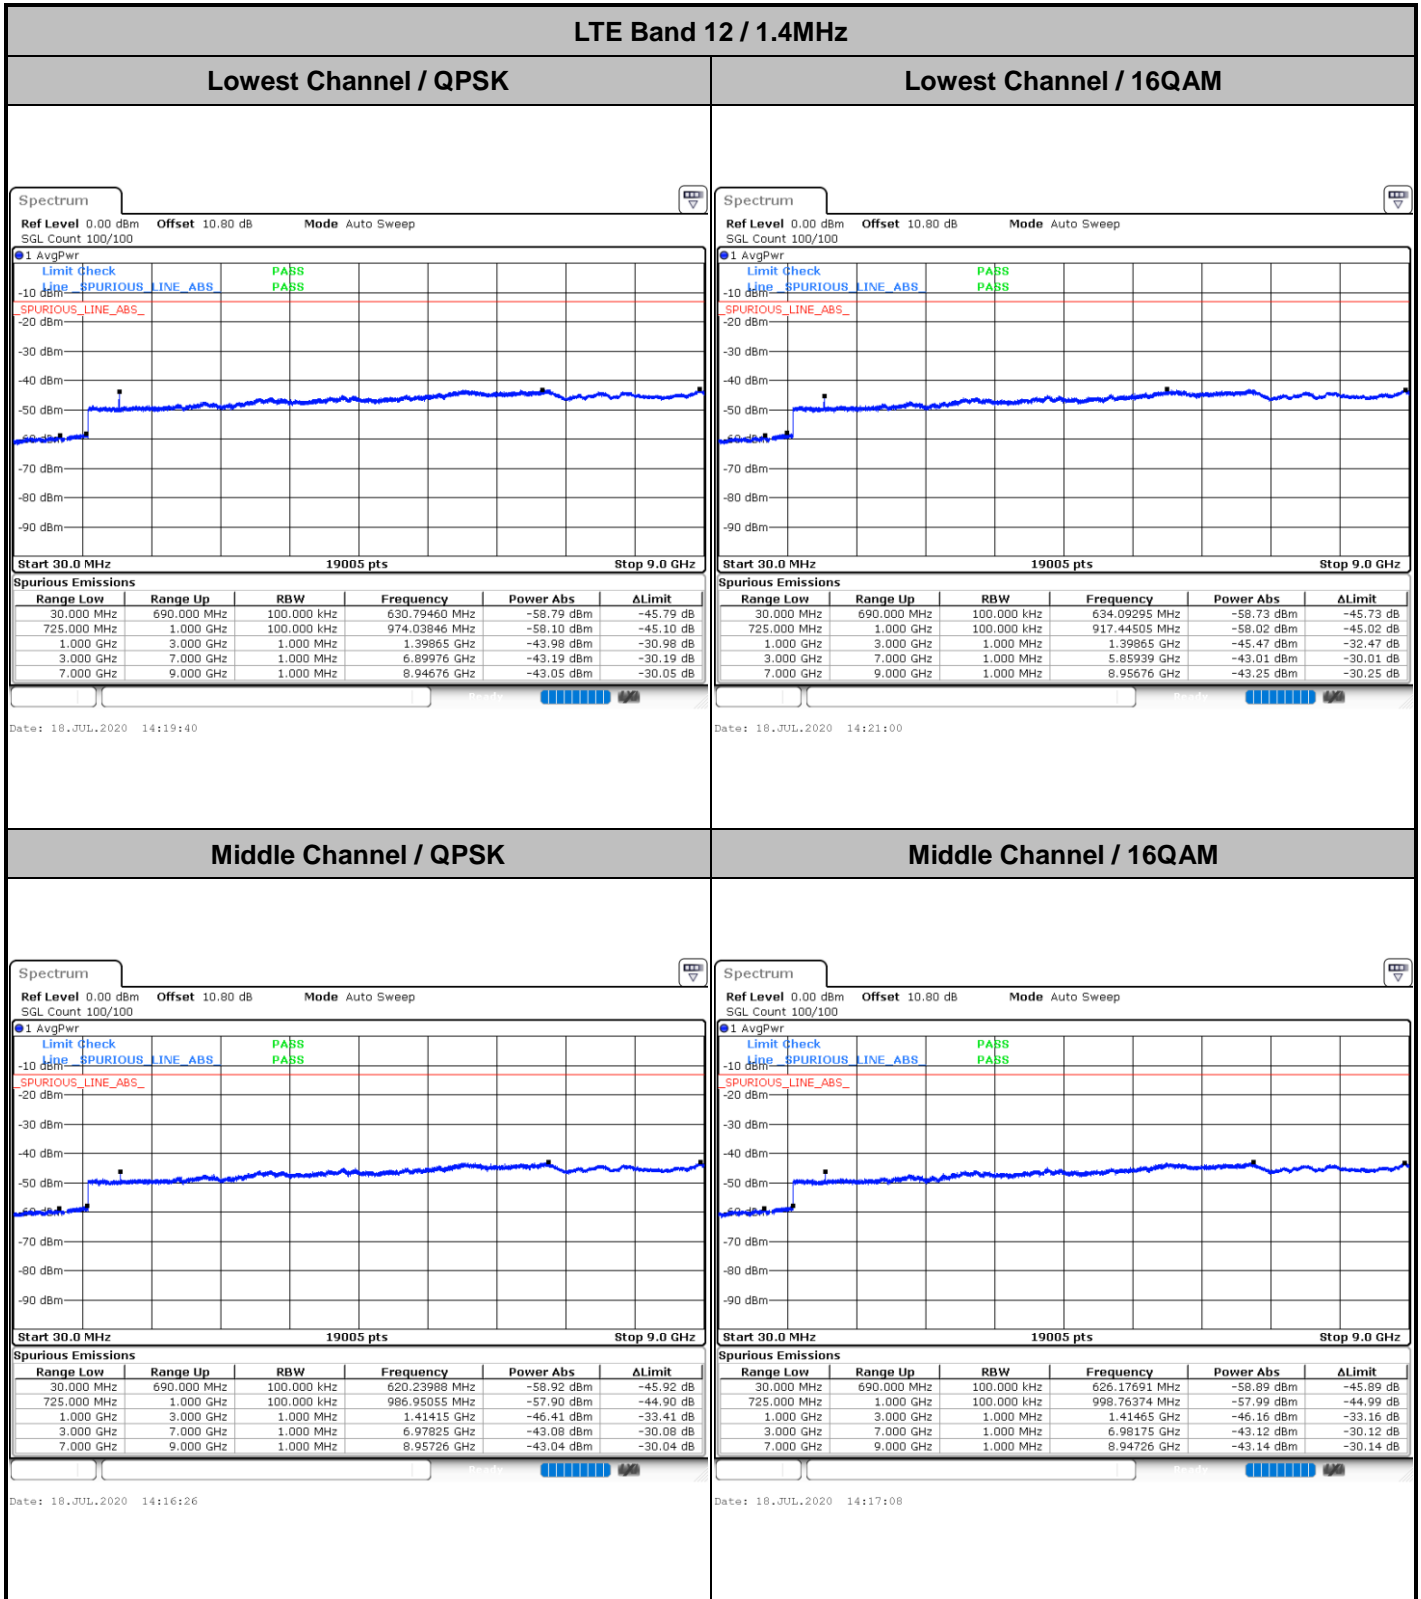 LTE Band 12 / 1.4MHz
Lowest Channel / QPSK
Lowest Channel / 16QAM
Spectrum
Ref Level 0.00 dBm Offset 10.80 dB Mode Auto Sweep
SGL Count 100/100
1 AvgPwr
Limit Check PASS
Line _SPURIOUS_LINE_ABS_ PASS
-10 dBm
_SPURIOUS_LINE_ABS_
-20 dBm
-30 dBm
-40 dBm
-50 dBm
-60 dBm
-70 dBm
-80 dBm
-90 dBm
Start 30.0 MHz 19005 pts Stop 9.0 GHz
Spurious Emissions
Range Low Range Up RBW Frequency Power Abs ΔLimit
30.000 MHz 690.000 MHz 100.000 kHz 630.79460 MHz -58.79 dBm -45.79 dB
725.000 MHz 1.000 GHz 100.000 kHz 974.03846 MHz -58.10 dBm -45.10 dB
1.000 GHz 3.000 GHz 1.000 MHz 1.39865 GHz -43.98 dBm -30.98 dB
3.000 GHz 7.000 GHz 1.000 MHz 6.89976 GHz -43.19 dBm -30.19 dB
7.000 GHz 9.000 GHz 1.000 MHz 8.94676 GHz -43.05 dBm -30.05 dB
Ready
Date: 18.JUL.2020 14:19:40
Spectrum
Ref Level 0.00 dBm Offset 10.80 dB Mode Auto Sweep
SGL Count 100/100
1 AvgPwr
Limit Check PASS
Line _SPURIOUS_LINE_ABS_ PASS
-10 dBm
_SPURIOUS_LINE_ABS_
-20 dBm
-30 dBm
-40 dBm
-50 dBm
-60 dBm
-70 dBm
-80 dBm
-90 dBm
Start 30.0 MHz 19005 pts Stop 9.0 GHz
Spurious Emissions
Range Low Range Up RBW Frequency Power Abs ΔLimit
30.000 MHz 690.000 MHz 100.000 kHz 634.09295 MHz -58.73 dBm -45.73 dB
725.000 MHz 1.000 GHz 100.000 kHz 917.44505 MHz -58.02 dBm -45.02 dB
1.000 GHz 3.000 GHz 1.000 MHz 1.39865 GHz -45.47 dBm -32.47 dB
3.000 GHz 7.000 GHz 1.000 MHz 5.85939 GHz -43.01 dBm -30.01 dB
7.000 GHz 9.000 GHz 1.000 MHz 8.95676 GHz -43.25 dBm -30.25 dB
Ready
Date: 18.JUL.2020 14:21:00
Middle Channel / QPSK
Middle Channel / 16QAM
Spectrum
Ref Level 0.00 dBm Offset 10.80 dB Mode Auto Sweep
SGL Count 100/100
1 AvgPwr
Limit Check PASS
Line _SPURIOUS_LINE_ABS_ PASS
-10 dBm
_SPURIOUS_LINE_ABS_
-20 dBm
-30 dBm
-40 dBm
-50 dBm
-60 dBm
-70 dBm
-80 dBm
-90 dBm
Start 30.0 MHz 19005 pts Stop 9.0 GHz
Spurious Emissions
Range Low Range Up RBW Frequency Power Abs ΔLimit
30.000 MHz 690.000 MHz 100.000 kHz 620.23988 MHz -58.92 dBm -45.92 dB
725.000 MHz 1.000 GHz 100.000 kHz 986.95055 MHz -57.90 dBm -44.90 dB
1.000 GHz 3.000 GHz 1.000 MHz 1.41415 GHz -46.41 dBm -33.41 dB
3.000 GHz 7.000 GHz 1.000 MHz 6.97825 GHz -43.08 dBm -30.08 dB
7.000 GHz 9.000 GHz 1.000 MHz 8.95726 GHz -43.04 dBm -30.04 dB
Ready
Date: 18.JUL.2020 14:16:26
Spectrum
Ref Level 0.00 dBm Offset 10.80 dB Mode Auto Sweep
SGL Count 100/100
1 AvgPwr
Limit Check PASS
Line _SPURIOUS_LINE_ABS_ PASS
-10 dBm
_SPURIOUS_LINE_ABS_
-20 dBm
-30 dBm
-40 dBm
-50 dBm
-60 dBm
-70 dBm
-80 dBm
-90 dBm
Start 30.0 MHz 19005 pts Stop 9.0 GHz
Spurious Emissions
Range Low Range Up RBW Frequency Power Abs ΔLimit
30.000 MHz 690.000 MHz 100.000 kHz 626.17691 MHz -58.89 dBm -45.89 dB
725.000 MHz 1.000 GHz 100.000 kHz 998.76374 MHz -57.99 dBm -44.99 dB
1.000 GHz 3.000 GHz 1.000 MHz 1.41465 GHz -46.16 dBm -33.16 dB
3.000 GHz 7.000 GHz 1.000 MHz 6.98175 GHz -43.12 dBm -30.12 dB
7.000 GHz 9.000 GHz 1.000 MHz 8.94726 GHz -43.14 dBm -30.14 dB
Ready
Date: 18.JUL.2020 14:17:08